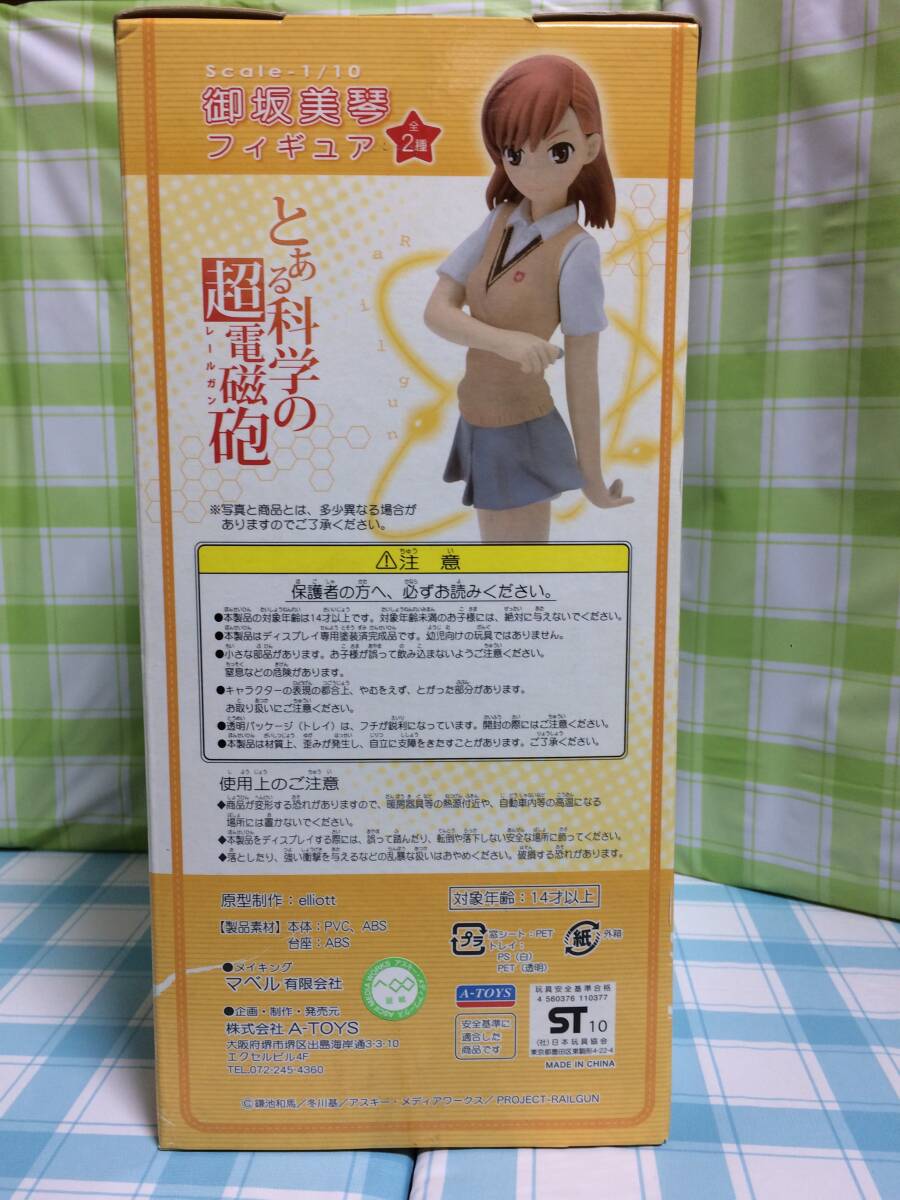 Scale-1/10
御坂美琴
フィギュア
全
2種
Railgun
とある科学の
超電磁砲
レールガン
※写真と商品とは、多少異なる場合が
ありますのでご了承ください。
⚠注 意
保護者の方へ、必ずお読みください。
●本製品の対象年齢は14才以上です。対象年齢未満のお子様には、絶対に与えないでください。
●本製品はディスプレイ専用塗装済完成品です。幼児向けの玩具ではありません。
●小さな部品があります。お子様が誤って飲み込まないようご注意ください。
窒息などの危険があります。
●キャラクターの表現の都合上、やむをえず、とがった部分があります。
お取り扱いにご注意ください。
●透明パッケージ（トレイ）は、フチが鋭利になっています。開封の際にはご注意ください。
●本製品は材質上、歪みが発生し、自立に支障をきたすことがあります。ご了承ください。
使用上のご注意
◆商品が変形する恐れがありますので、暖房器具等の熱源付近や、自動車内等の高温になる
場所には置かないでください。
◆本製品をディスプレイする際には、誤って踏んだり、転倒や落下しない安全な場所に飾ってください。
◆落としたり、強い衝撃を与えるなどの乱暴な扱いはおやめください。破損する恐れがあります。
原型制作：elliott
対象年齢：14才以上
【製品素材】本体：PVC、ABS
台座：ABS
プラ
窓シート：PET
トレイ：
PS（白）
PET（透明）
紙
外箱
●メイキング
マベル有限会社
●企画・制作・発売元
株式会社 A-TOYS
大阪府堺市堺区出島海岸通3-3-10
エクセルビル4F
TEL.072-245-4360
A-TOYS
安全基準に
適合した
商品です
玩具安全基準合格
4 560376 110377
ST 10
(社)日本玩具協会
東京都墨田区東駒形4-22-4
MADE IN CHINA
©鎌池和馬／冬川基／アスキー・メディアワークス／PROJECT-RAILGUN